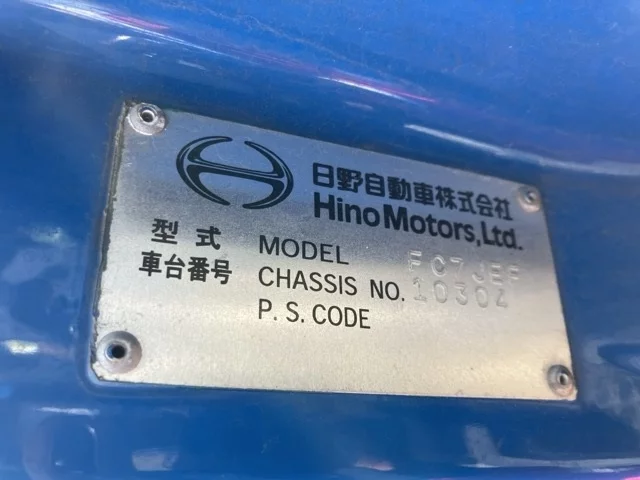 日野自動車株式会社
Hino Motors, Ltd.
型式 MODEL FC7JEF
車台番号 CHASSIS NO. 10304
P.S.CODE